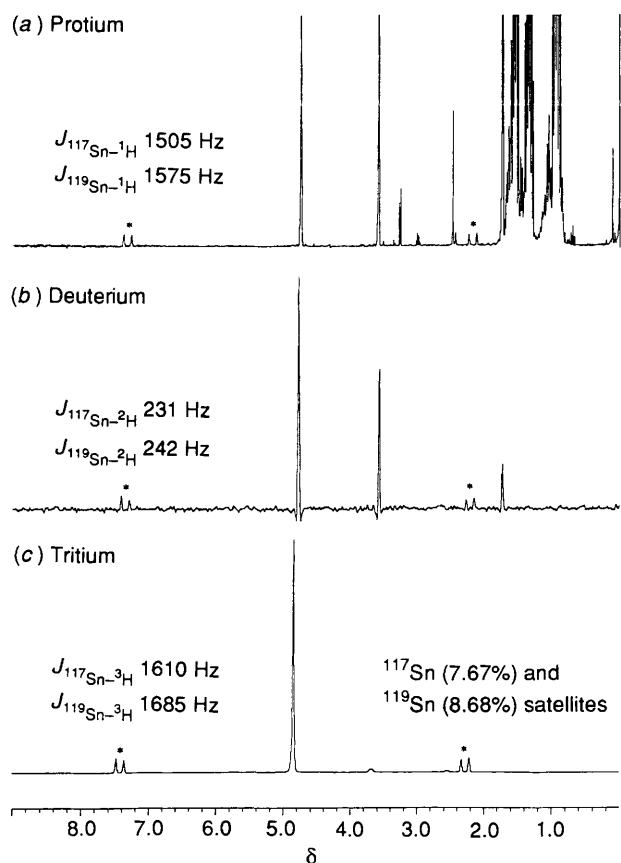 (a) Protium
J117Sn–1H 1505 Hz
J119Sn–1H 1575 Hz
* *
(b) Deuterium
J117Sn–2H 231 Hz
J119Sn–2H 242 Hz
* *
(c) Tritium
J117Sn–3H 1610 Hz 117Sn (7.67%) and
J119Sn–3H 1685 Hz 119Sn (8.68%) satellites
* *
8.0 7.0 6.0 5.0 4.0 3.0 2.0 1.0
δ